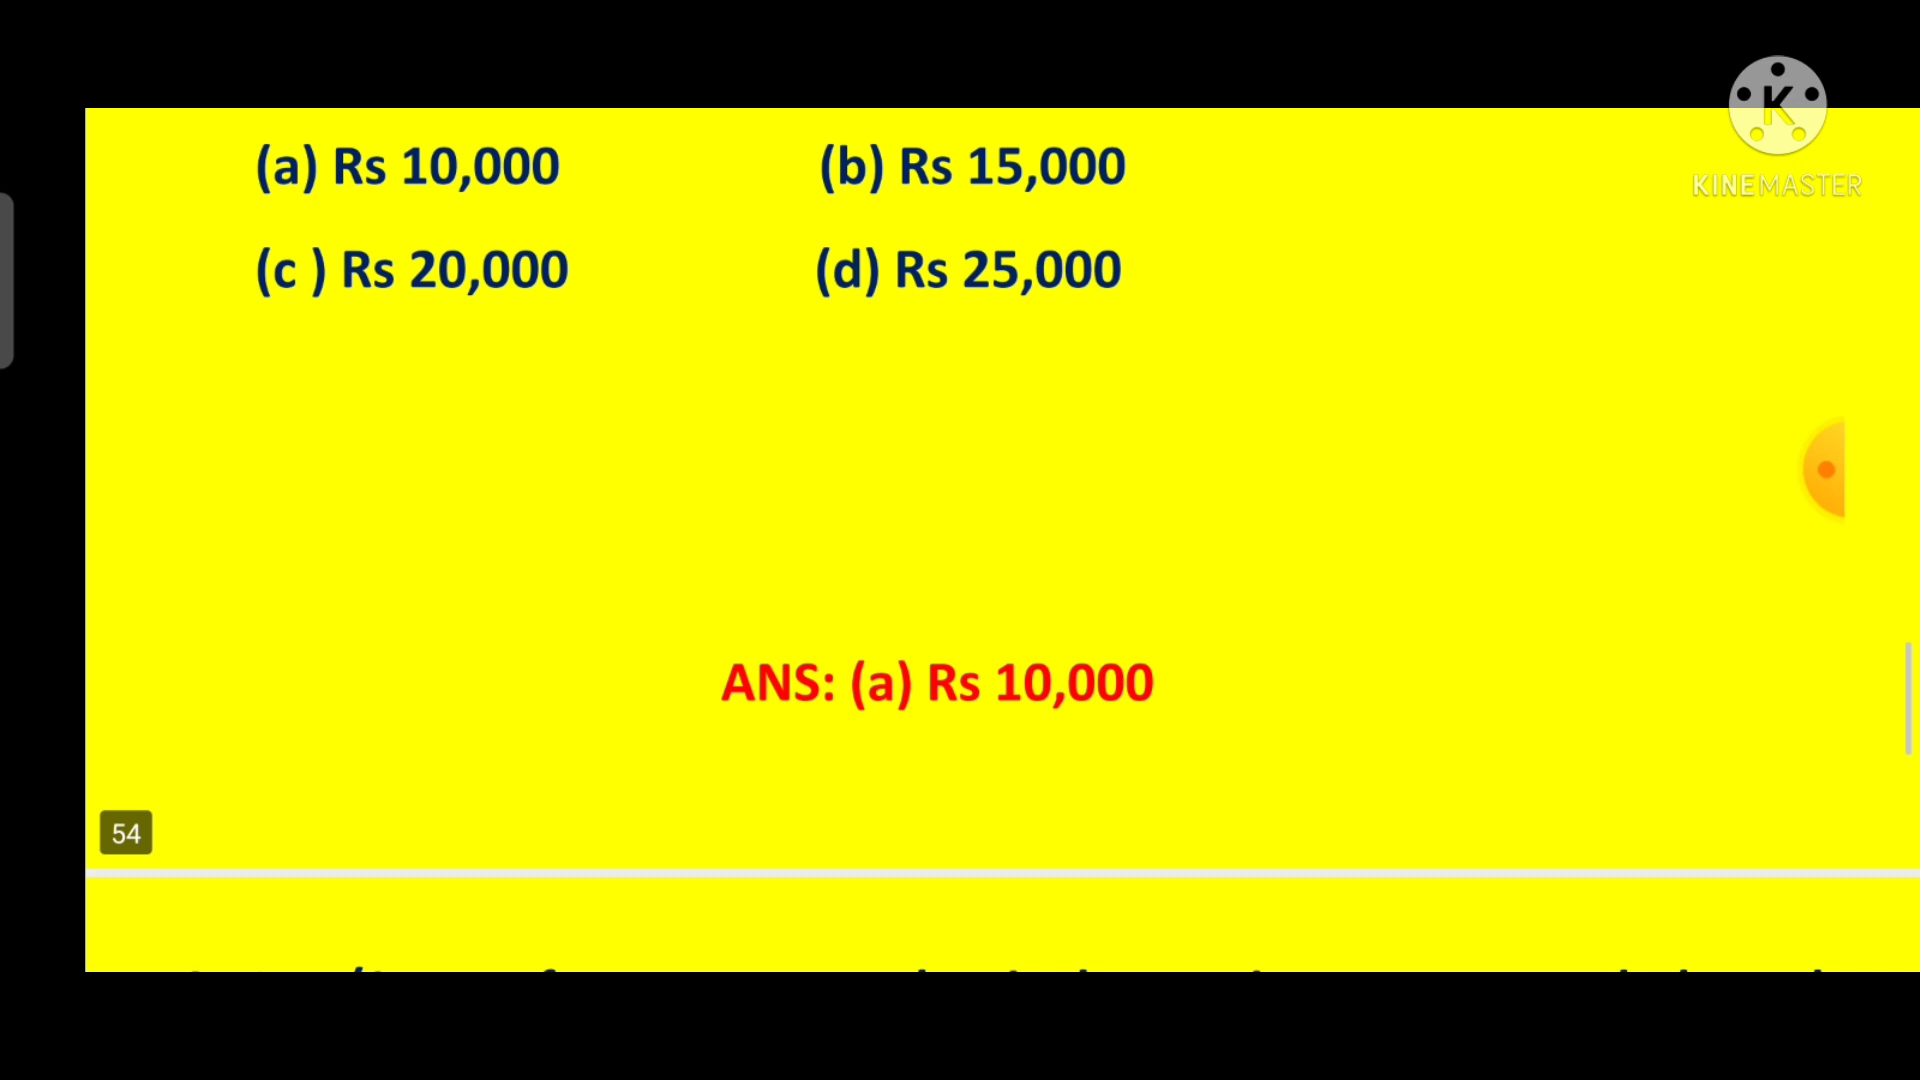 (a) Rs 10,000 (b) Rs 15,000
(c ) Rs 20,000 (d) Rs 25,000
K
KINEMASTER
ANS: (a) Rs 10,000
54